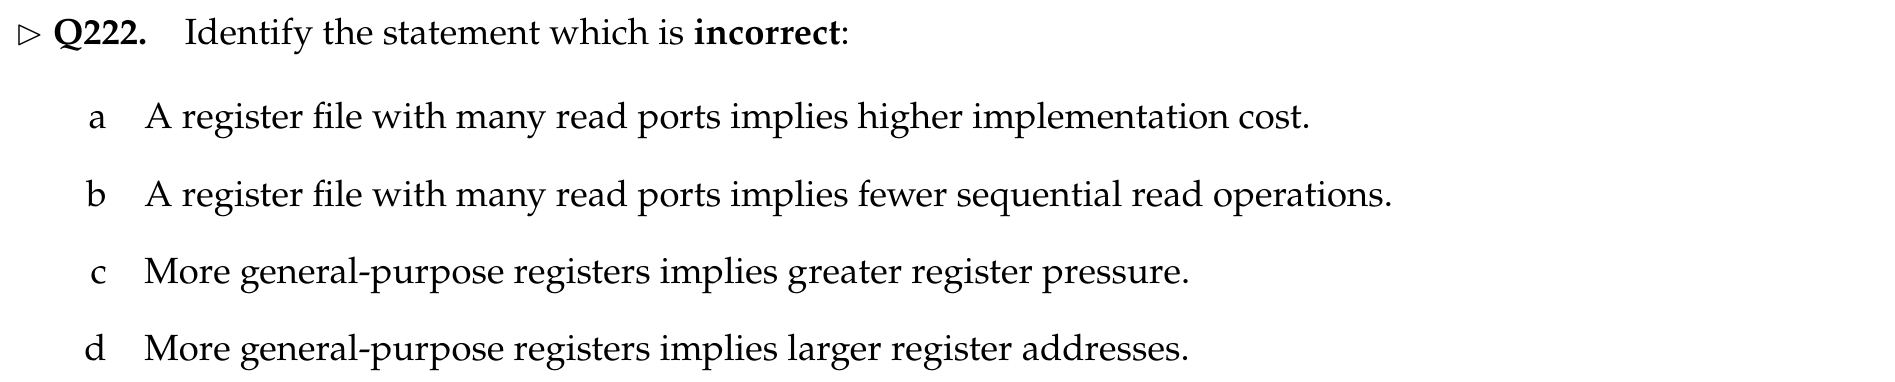 ▷ Q222. Identify the statement which is incorrect:
a A register file with many read ports implies higher implementation cost.
b A register file with many read ports implies fewer sequential read operations.
c More general-purpose registers implies greater register pressure.
d More general-purpose registers implies larger register addresses.